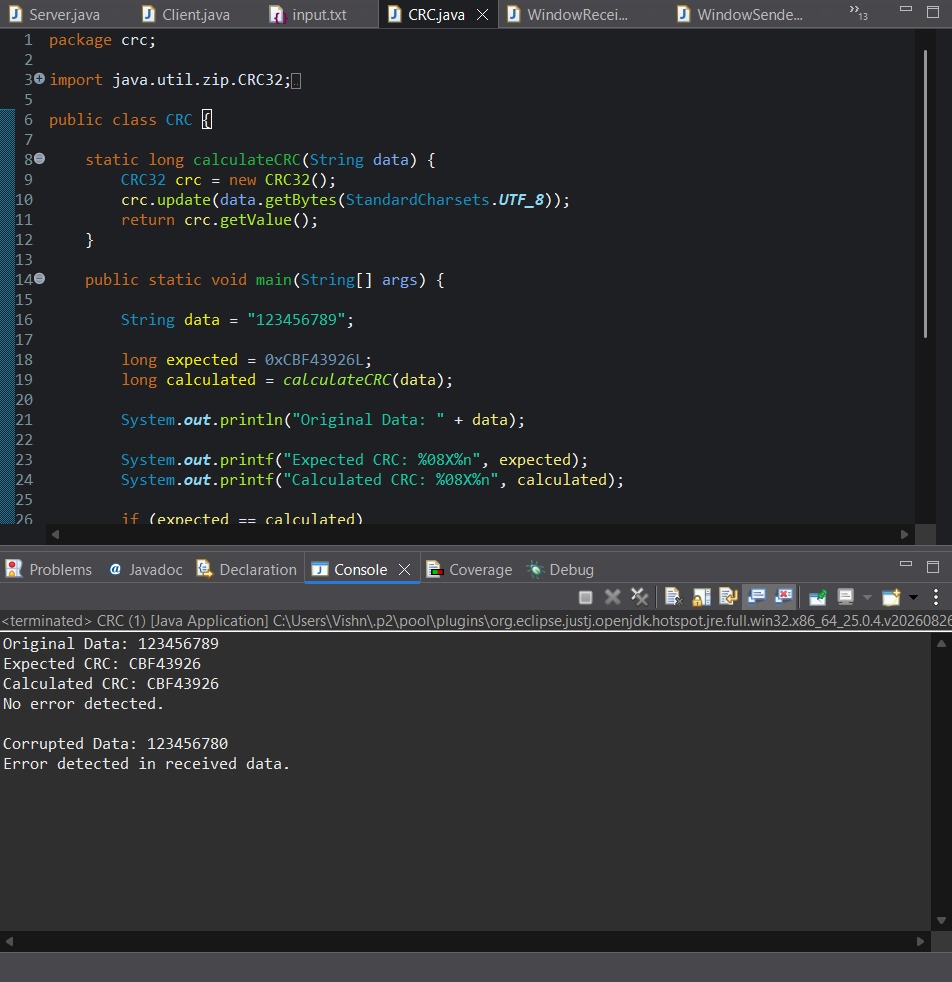 Server.java Client.java input.txt CRC.java WindowRecei... WindowSende... »13
1 package crc;
2
3 import java.util.zip.CRC32;
5
6 public class CRC {
7
8 static long calculateCRC(String data) {
9 CRC32 crc = new CRC32();
10 crc.update(data.getBytes(StandardCharsets.UTF_8));
11 return crc.getValue();
12 }
13
14 public static void main(String[] args) {
15
16 String data = "123456789";
17
18 long expected = 0xCBF43926L;
19 long calculated = calculateCRC(data);
20
21 System.out.println("Original Data: " + data);
22
23 System.out.printf("Expected CRC: %08X%n", expected);
24 System.out.printf("Calculated CRC: %08X%n", calculated);
25
26 if (expected == calculated)
Problems Javadoc Declaration Console Coverage Debug
<terminated> CRC (1) [Java Application] C:\Users\Vishn\.p2\pool\plugins\org.eclipse.justj.openjdk.hotspot.jre.full.win32.x86_64_25.0.4.v20260826
Original Data: 123456789
Expected CRC: CBF43926
Calculated CRC: CBF43926
No error detected.
Corrupted Data: 123456780
Error detected in received data.